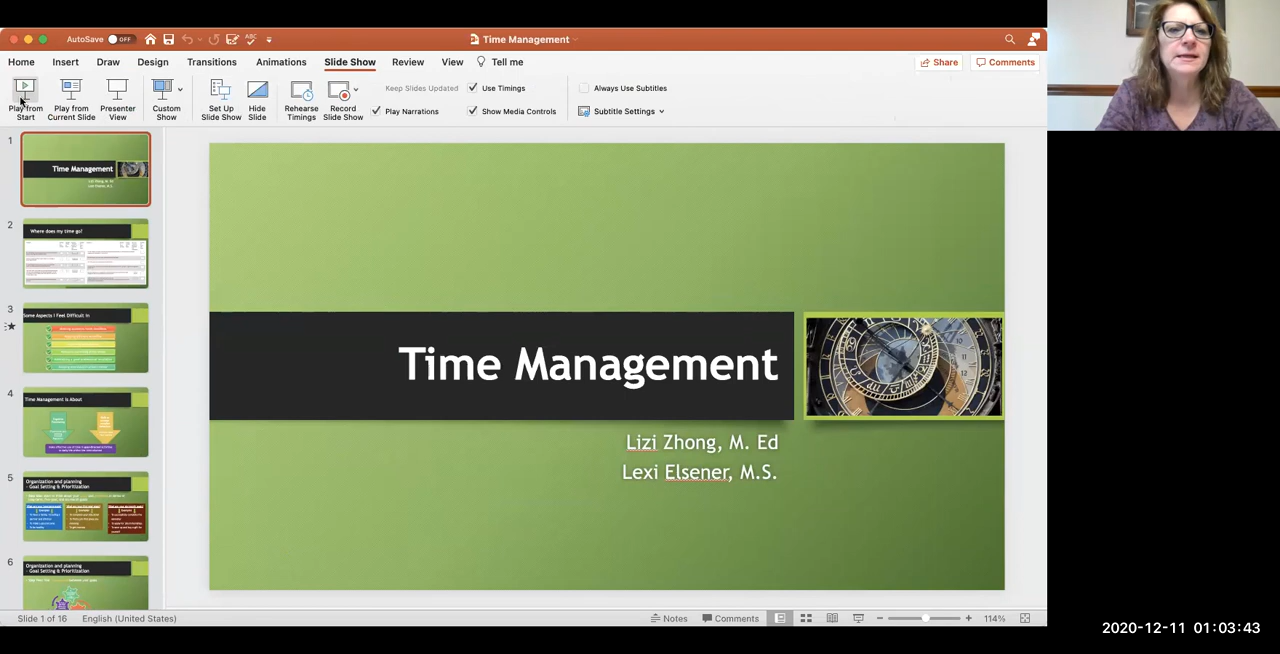 AutoSave OFF
ABC
Time Management
Home Insert Draw Design Transitions Animations Slide Show Review View Tell me
Share Comments
Play from Start
Play from Current Slide
Presenter View
Custom Show
Set Up Slide Show
Hide Slide
Rehearse Timings
Record Slide Show
Keep Slides Updated
Use Timings
Play Narrations
Show Media Controls
Always Use Subtitles
Subtitle Settings
1
Time Management
2
Where does my time go?
3
Some Aspects I Feel Difficult in
4
Time Management is About
5
Organization and planning
- Goal Setting & Prioritization
6
Organization and planning
- Goal Setting & Prioritization
Time Management
Lizi Zhong, M. Ed
Lexi Elsener, M.S.
Slide 1 of 16 English (United States)
Notes Comments 114%
2020-12-11 01:03:43